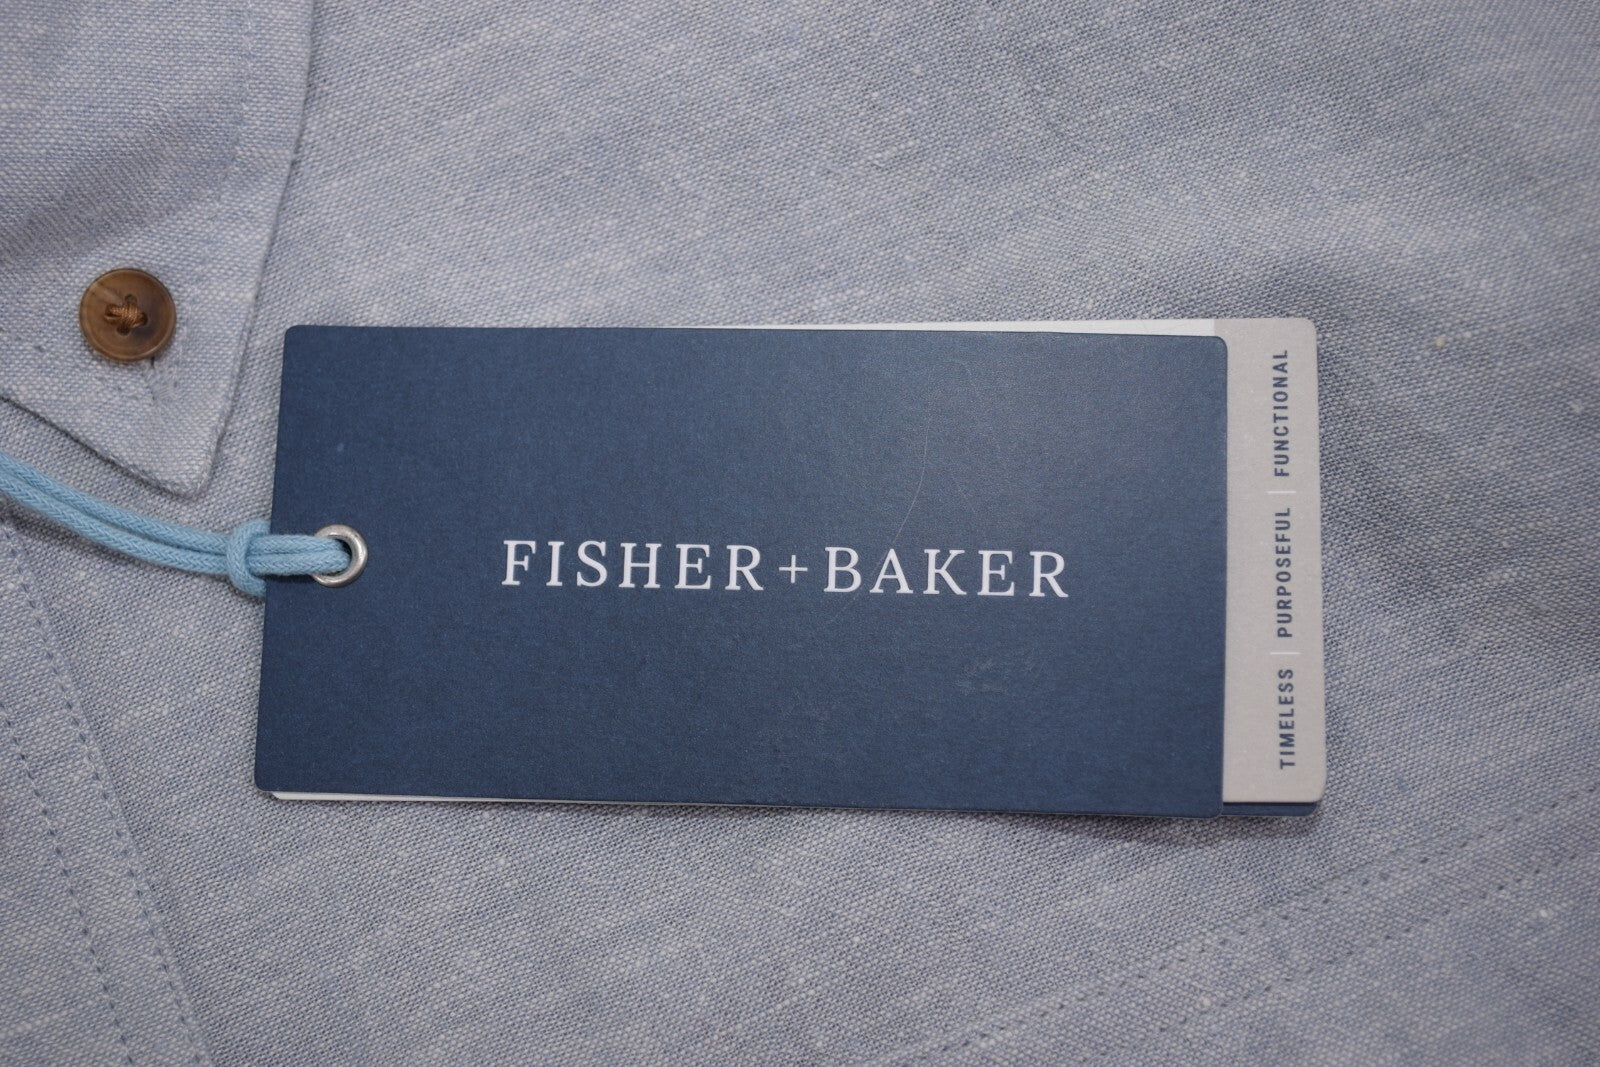 FISHER+BAKER
TIMELESS | PURPOSEFUL | FUNCTIONAL